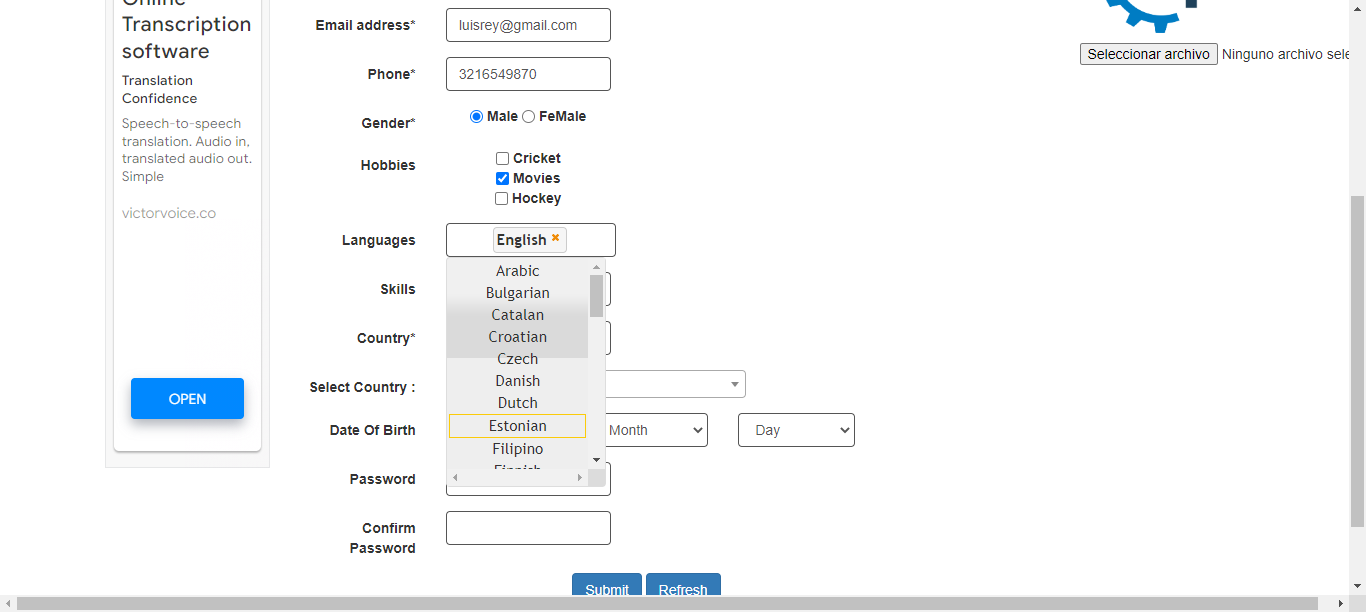 Online
Transcription
software
Translation
Confidence
Speech-to-speech
translation. Audio in,
translated audio out.
Simple
victorvoice.co
OPEN
Email address*
luisrey@gmail.com
Phone*
3216549870
Gender*
Male FeMale
Hobbies
Cricket
Movies
Hockey
Languages
English
Arabic
Bulgarian
Catalan
Croatian
Czech
Danish
Dutch
Estonian
Filipino
Finnish
Skills
Country*
Select Country :
Date Of Birth
Month
Day
Password
Confirm
Password
Submit Refresh
Seleccionar archivo Ninguno archivo sele